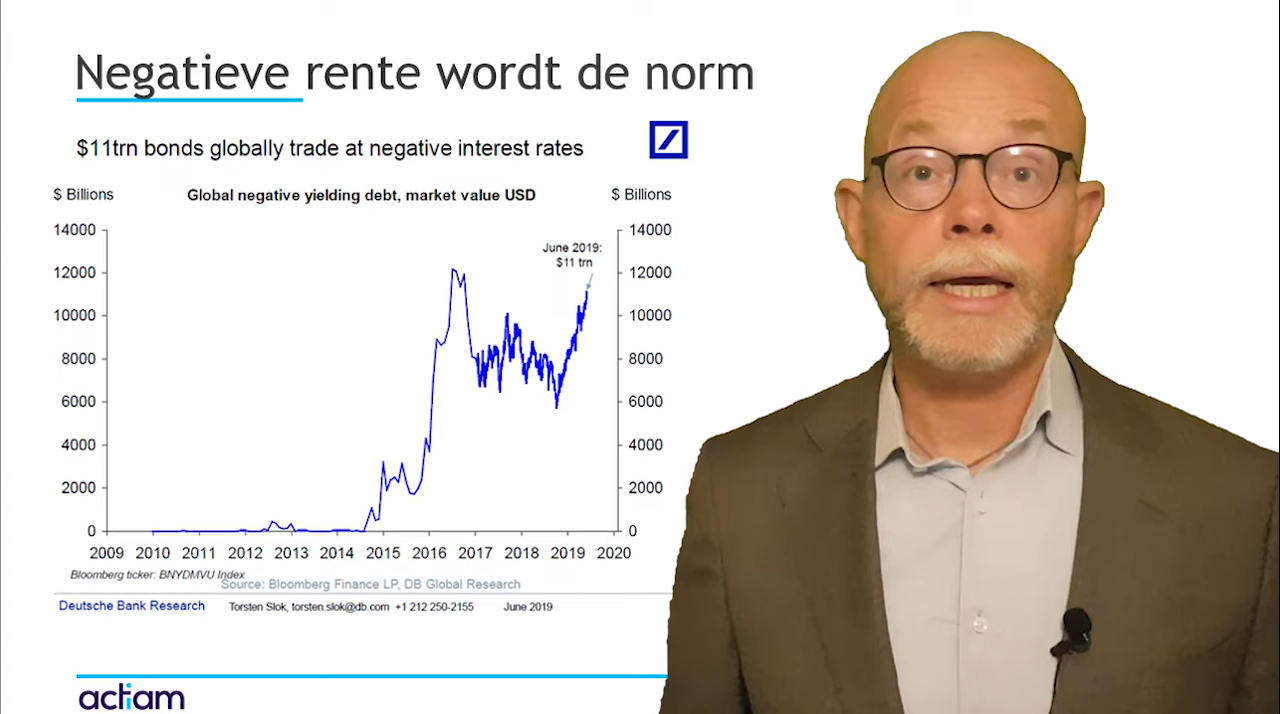 Negatieve rente wordt de norm
$11trn bonds globally trade at negative interest rates
$ Billions Global negative yielding debt, market value USD $ Billions
14000 14000
June 2019:
$11 trn
12000 12000
10000 10000
8000 8000
6000 6000
4000 4000
2000 2000
0 0
2009 2010 2011 2012 2013 2014 2015 2016 2017 2018 2019 2020
Bloomberg ticker: BNYDMVU Index
Source: Bloomberg Finance LP, DB Global Research
Deutsche Bank Research Torsten Slok, torsten.slok@db.com +1 212 250-2155 June 2019
actiam